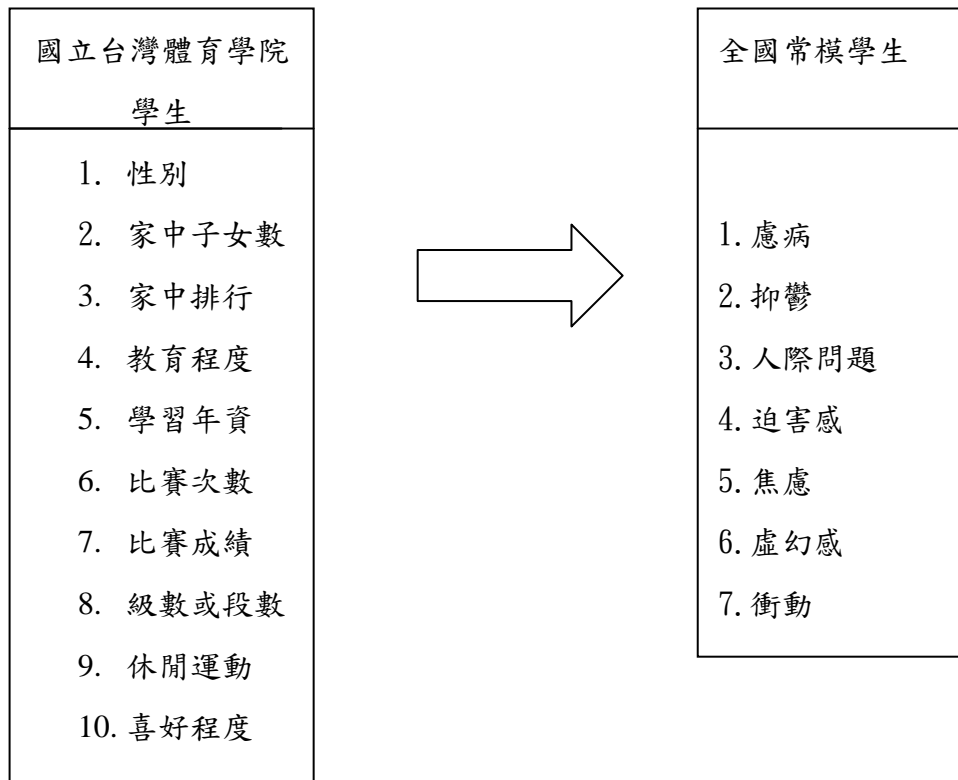 國立台灣體育學院
學生
1. 性別
2. 家中子女數
3. 家中排行
4. 教育程度
5. 學習年資
6. 比賽次數
7. 比賽成績
8. 級數或段數
9. 休閒運動
10. 喜好程度
全國常模學生
1.慮病
2.抑鬱
3.人際問題
4.迫害感
5.焦慮
6.虛幻感
7.衝動